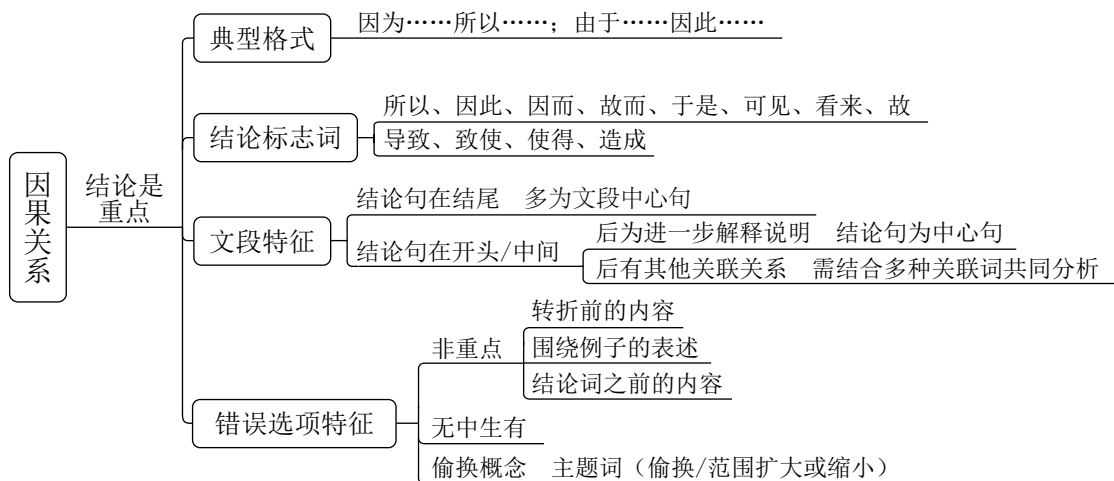 因果关系
结论是
重点
典型格式
因为……所以……；由于……因此……
结论标志词
所以、因此、因而、故而、于是、可见、看来、故
导致、致使、使得、造成
文段特征
结论句在结尾 多为文段中心句
结论句在开头/中间
后为进一步解释说明 结论句为中心句
后有其他关联关系 需结合多种关联词共同分析
错误选项特征
非重点
转折前的内容
围绕例子的表述
结论词之前的内容
无中生有
偷换概念 主题词（偷换/范围扩大或缩小）